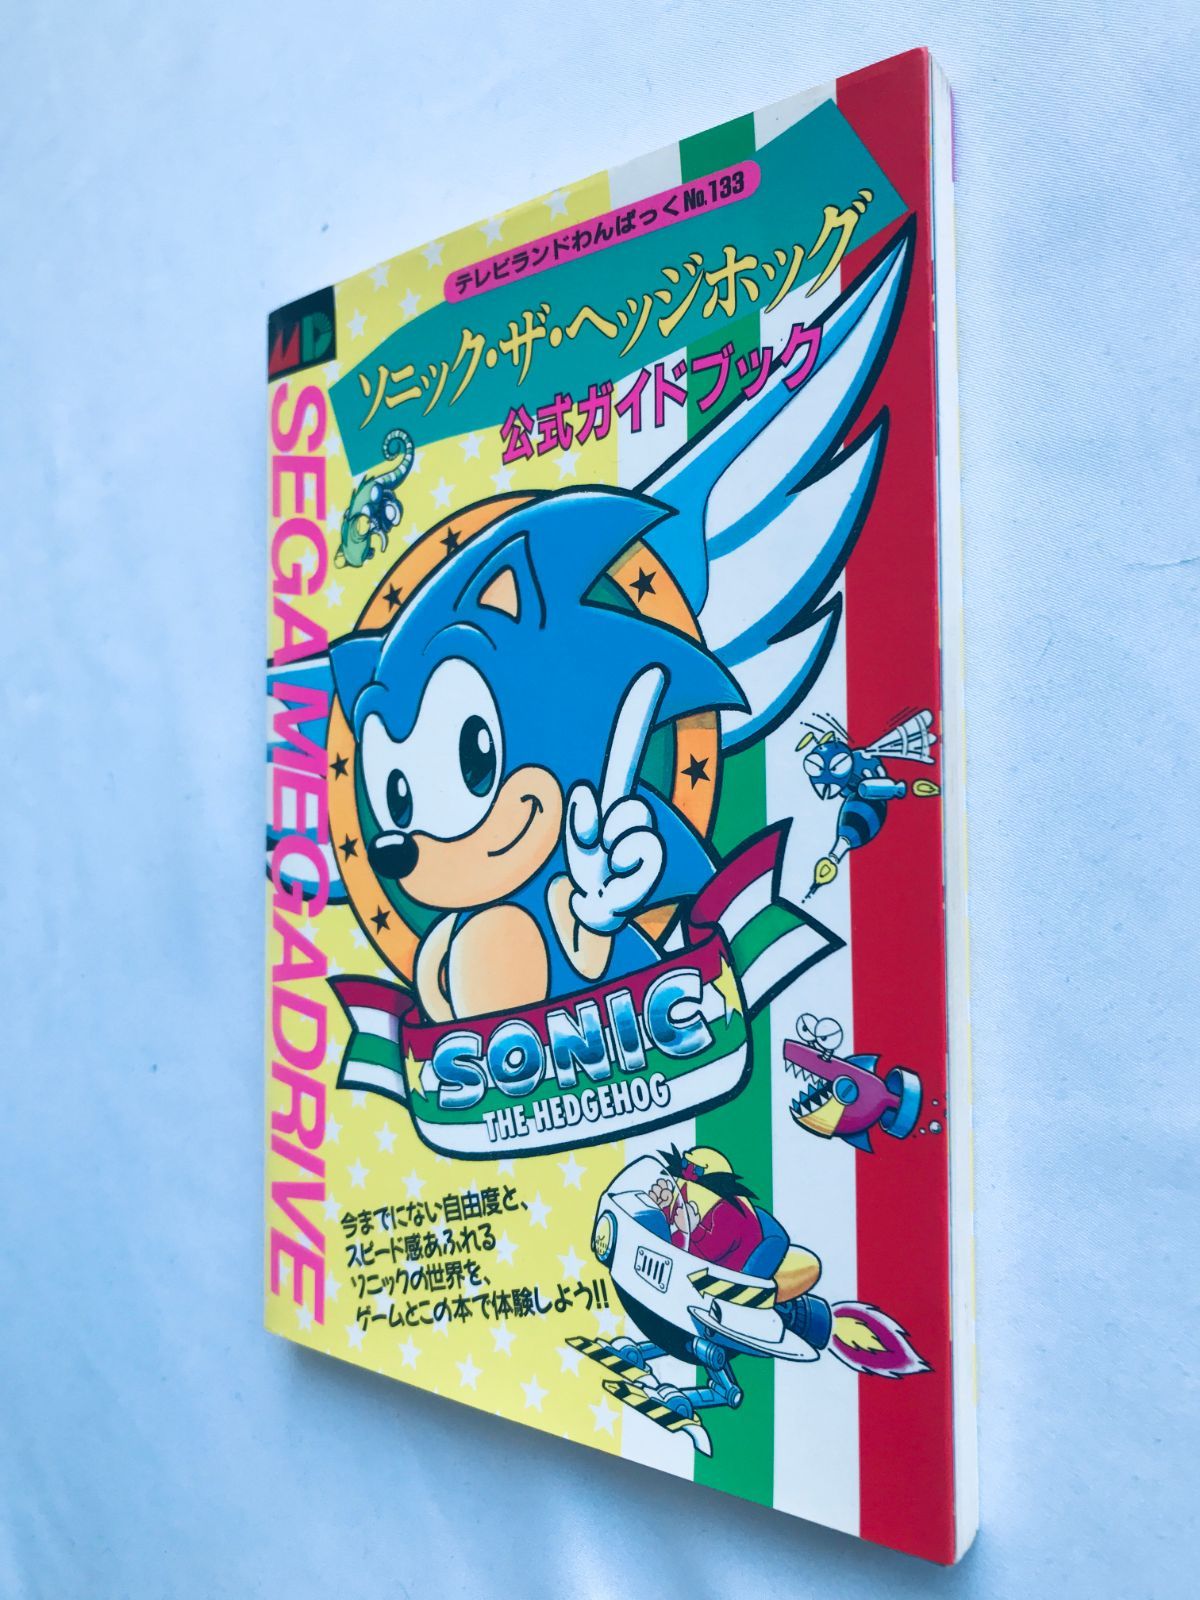 テレビランドわんぱっくNo.133
ソニック・ザ・ヘッジホッグ
公式ガイドブック
MD
SEGA MEGADRIVE
SONIC
THE HEDGEHOG
今までにない自由度と、
スピード感あふれる
ソニックの世界を、
ゲームとこの本で体験しよう!!